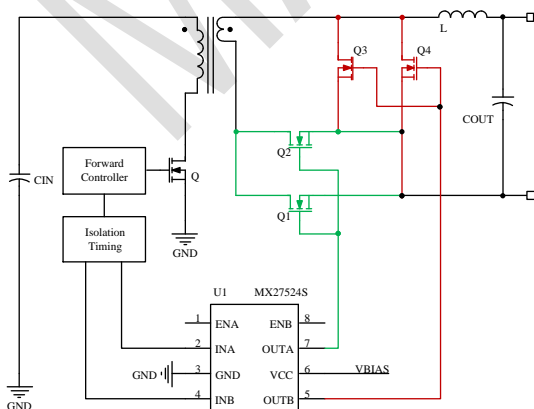 Q3
Q4
L
COUT
Q2
Q1
Forward
Controller
Q
CIN
Isolation
Timing
GND
U1 MX27524S
1 ENA
ENB 8
2 INA
OUTA 7
GND 3 GND
VCC 6 VBIAS
4 INB
OUTB 5
GND